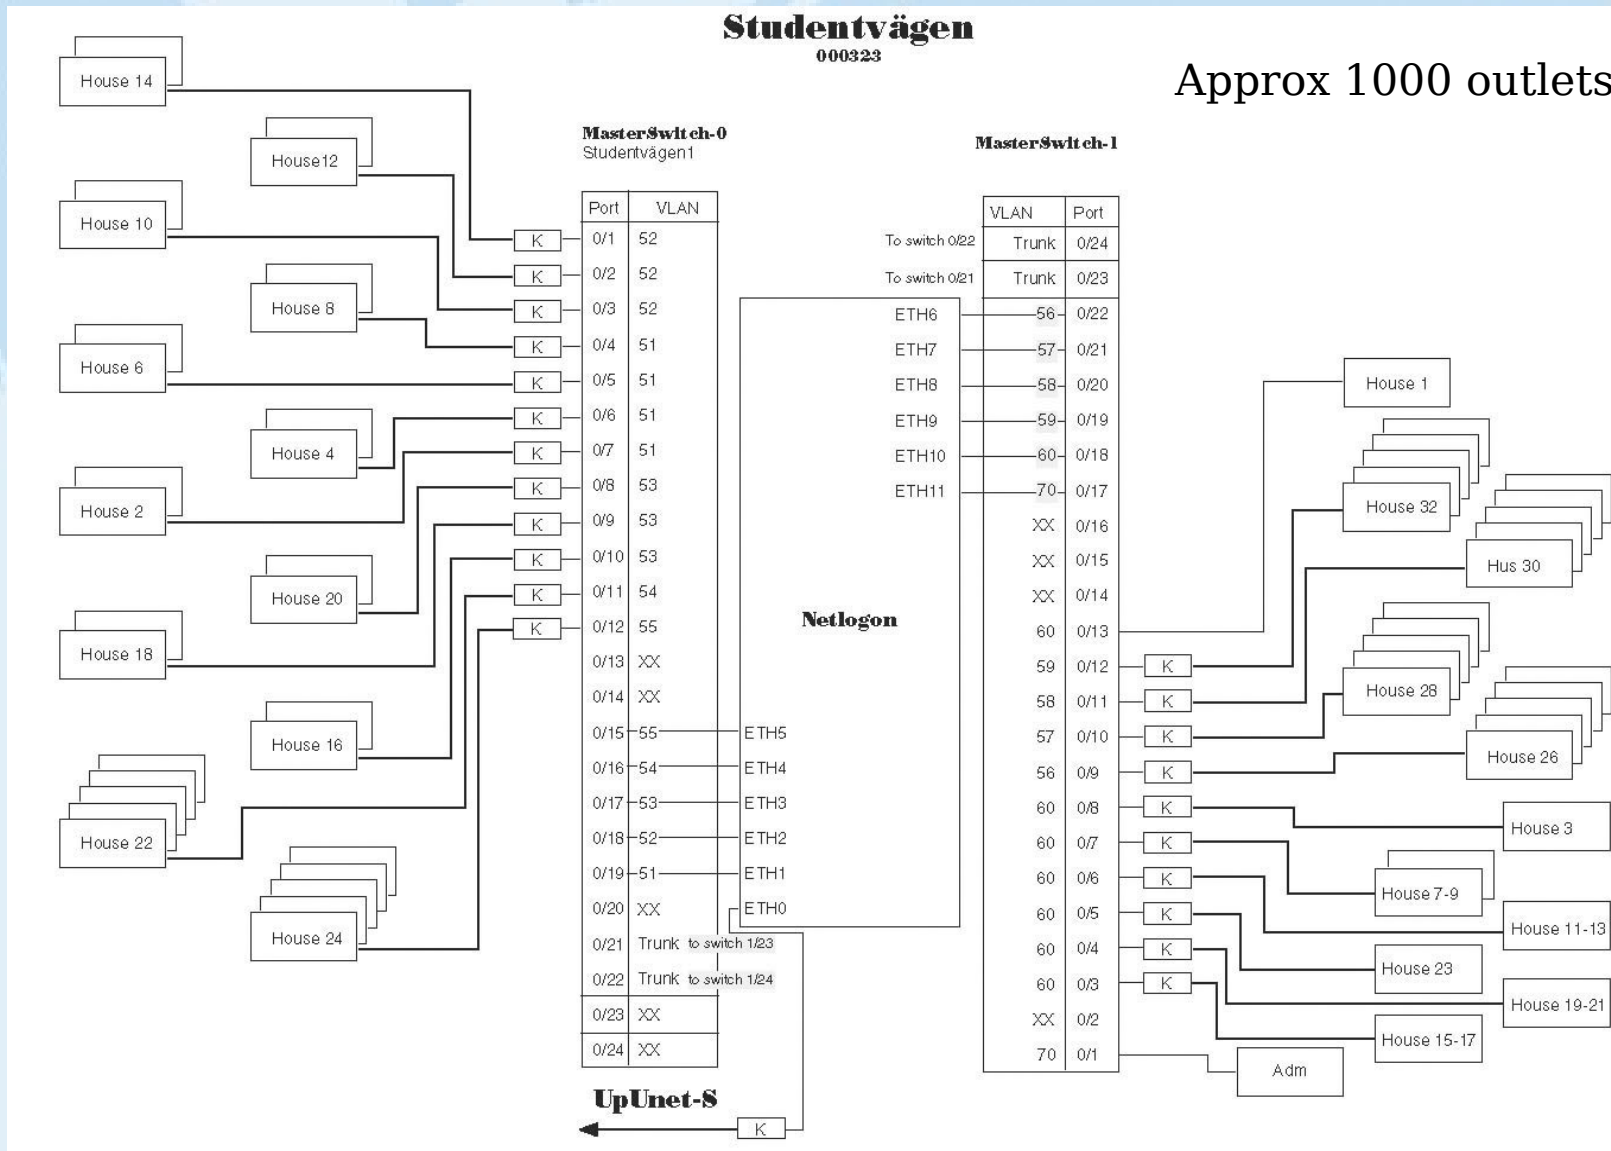 Studentvägen
000323
Approx 1000 outlets
House 14
House12
House 10
House 8
House 6
House 4
House 2
House 20
House 18
House 16
House 22
House 24
MasterSwitch-0
Studentvägen1
Port VLAN
K 0/1 52
K 0/2 52
K 0/3 52
K 0/4 51
K 0/5 51
K 0/6 51
K 0/7 51
K 0/8 53
K 0/9 53
K 0/10 53
K 0/11 54
K 0/12 55
0/13 XX
0/14 XX
0/15 55 ETH5
0/16 54 ETH4
0/17 53 ETH3
0/18 52 ETH2
0/19 51 ETH1
0/20 XX ETH0
0/21 Trunk to switch 1/23
0/22 Trunk to switch 1/24
0/23 XX
0/24 XX
UpUnet-S
K
Netlogon
MasterSwitch-1
VLAN Port
To switch 0/22 Trunk 0/24
To switch 0/21 Trunk 0/23
ETH6 56 0/22
ETH7 57 0/21
ETH8 58 0/20
ETH9 59 0/19
ETH10 60 0/18
ETH11 70 0/17
XX 0/16
XX 0/15
XX 0/14
60 0/13
59 0/12 K
58 0/11 K
57 0/10 K
56 0/9 K
60 0/8 K
60 0/7 K
60 0/6 K
60 0/5 K
60 0/4 K
60 0/3 K
XX 0/2
70 0/1
House 1
House 32
Hus 30
House 28
House 26
House 3
House 7-9
House 11-13
House 23
House 19-21
House 15-17
Adm